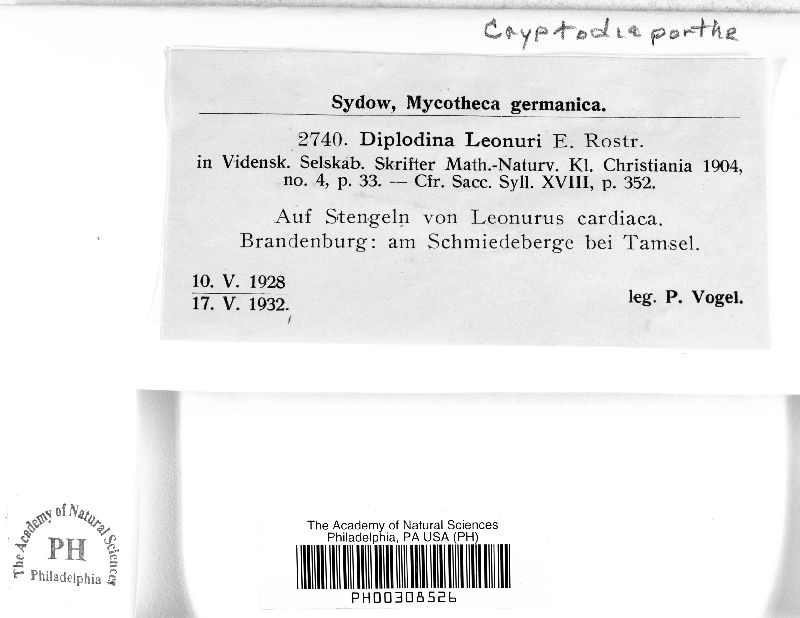 Cryptodiaporthe
Sydow, Mycotheca germanica.
2740. Diplodina Leonuri E. Rostr.
in Vidensk. Selskab. Skrifter Math.-Naturv. Kl. Christiania 1904,
no. 4, p. 33. — Cfr. Sacc. Syll. XVIII, p. 352.
Auf Stengeln von Leonurus cardiaca.
Brandenburg: am Schmiedeberge bei Tamsel.
10. V. 1928
17. V. 1932.
leg. P. Vogel.
The Academy of Natural Sciences
PH
Philadelphia
The Academy of Natural Sciences
Philadelphia, PA USA (PH)
PH00308526